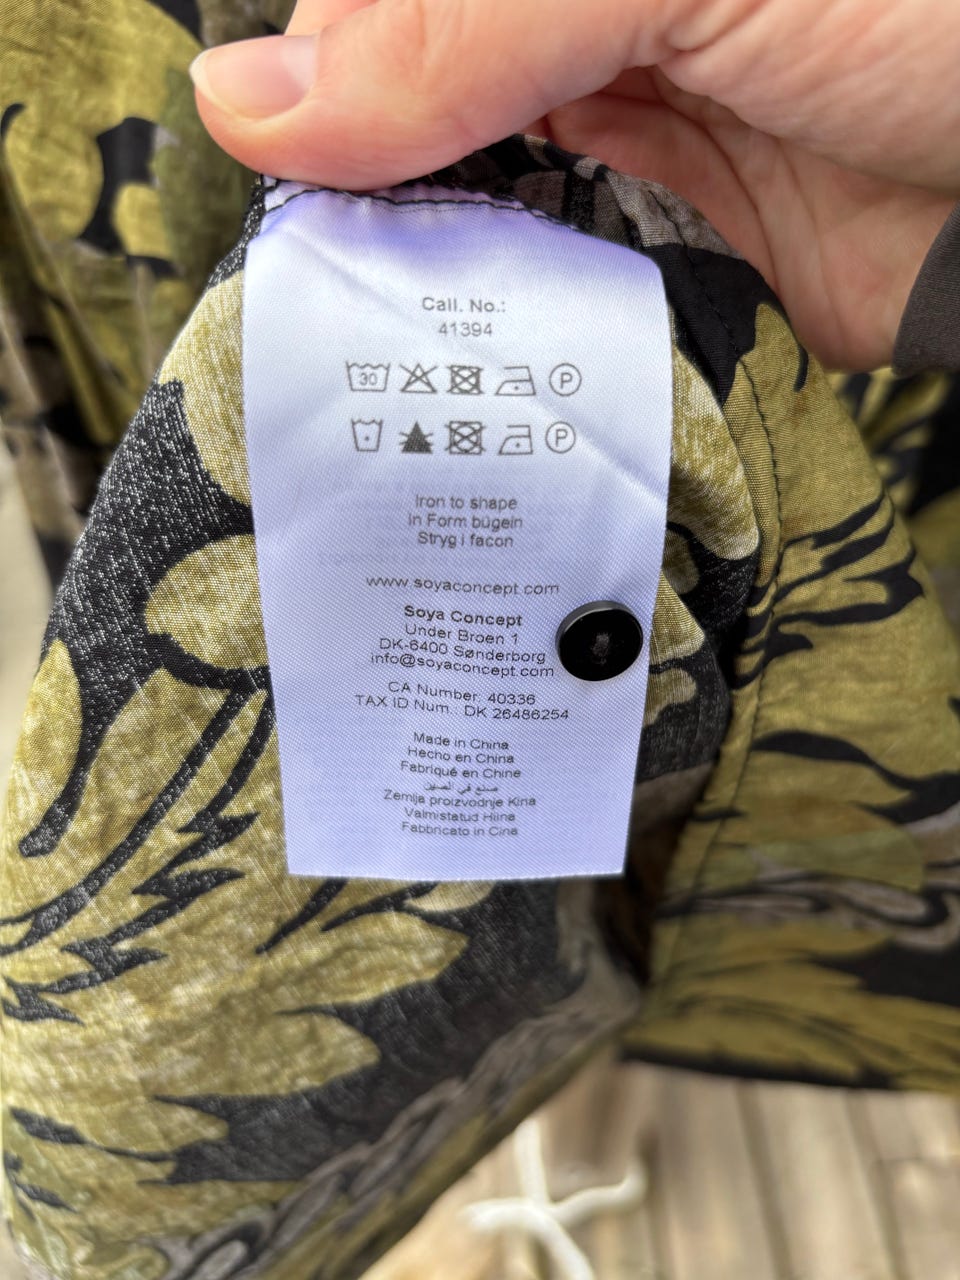 Call. No.:
41394
30
P
P
Iron to shape
In Form bügeln
Stryg i facon
www.soyaconcept.com
Soya Concept
Under Broen 1
DK-6400 Sønderborg
info@soyaconcept.com
CA Number: 40336
TAX ID Num.: DK 26486254
Made in China
Hecho en China
Fabriqué en Chine
صنع في الصين
Zemlja proizvodnje Kina
Valmistatud Hiina
Fabbricato in Cina